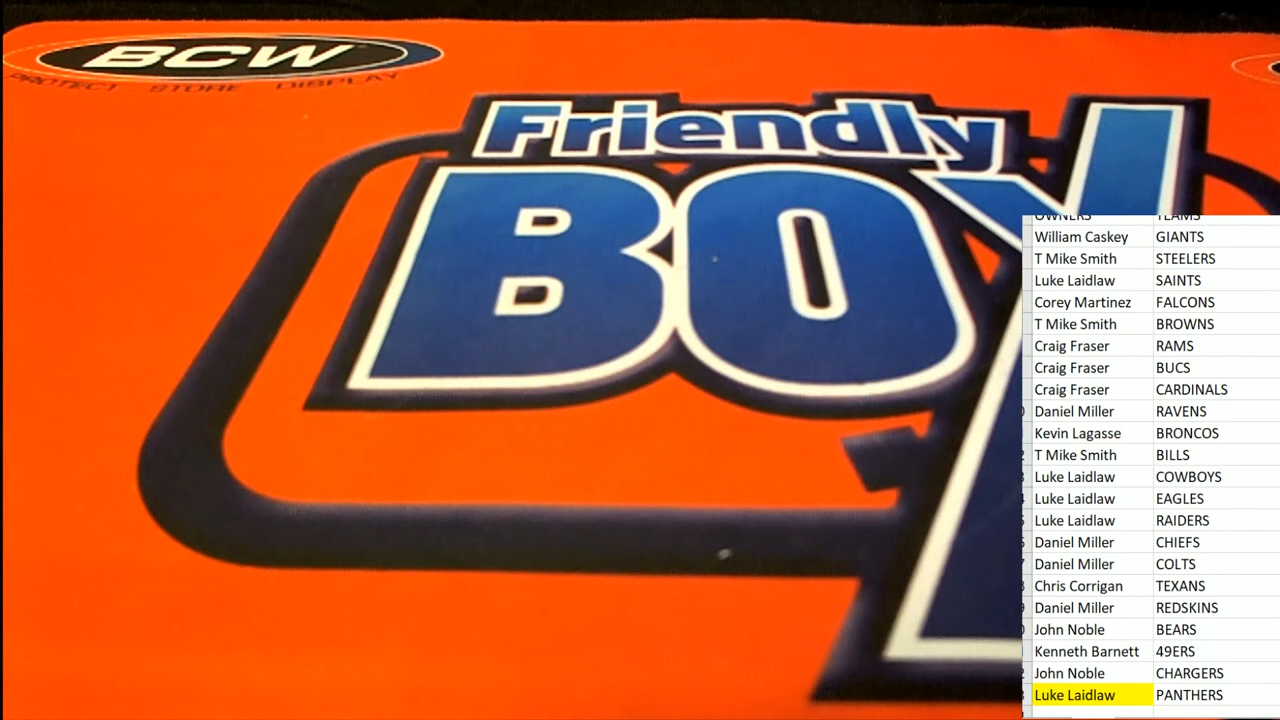 BCW
PROTECT STORE DISPLAY
Friendly
BOY
OWNERS TEAMS
William Caskey GIANTS
T Mike Smith STEELERS
Luke Laidlaw SAINTS
Corey Martinez FALCONS
T Mike Smith BROWNS
Craig Fraser RAMS
Craig Fraser BUCS
Craig Fraser CARDINALS
Daniel Miller RAVENS
Kevin Lagasse BRONCOS
T Mike Smith BILLS
Luke Laidlaw COWBOYS
Luke Laidlaw EAGLES
Luke Laidlaw RAIDERS
Daniel Miller CHIEFS
Daniel Miller COLTS
Chris Corrigan TEXANS
Daniel Miller REDSKINS
John Noble BEARS
Kenneth Barnett 49ERS
John Noble CHARGERS
Luke Laidlaw PANTHERS